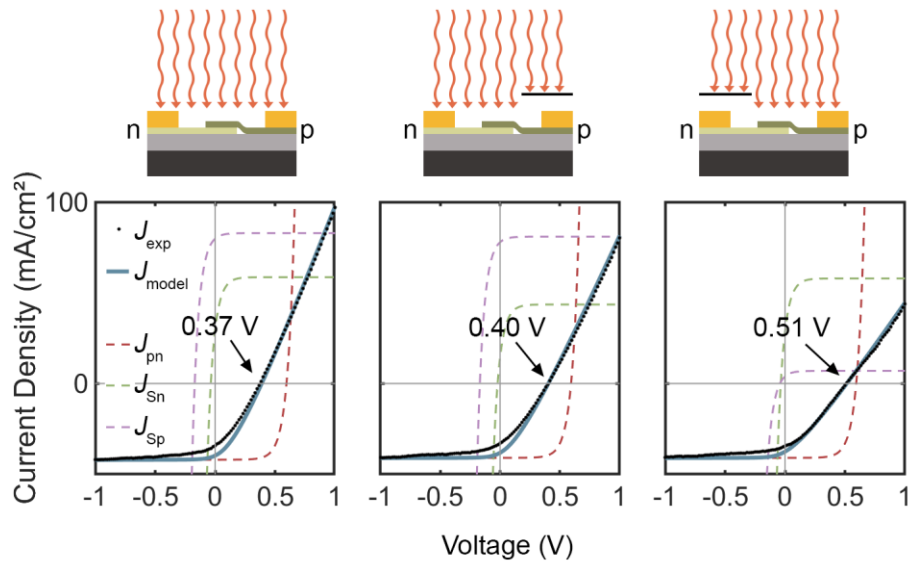 n p
n p
n p
Current Density (mA/cm²)
100
0
J_exp
J_model
J_pn
J_Sn
J_Sp
0.37 V
0.40 V
0.51 V
-1 -0.5 0 0.5 1
-1 -0.5 0 0.5 1
-1 -0.5 0 0.5 1
Voltage (V)